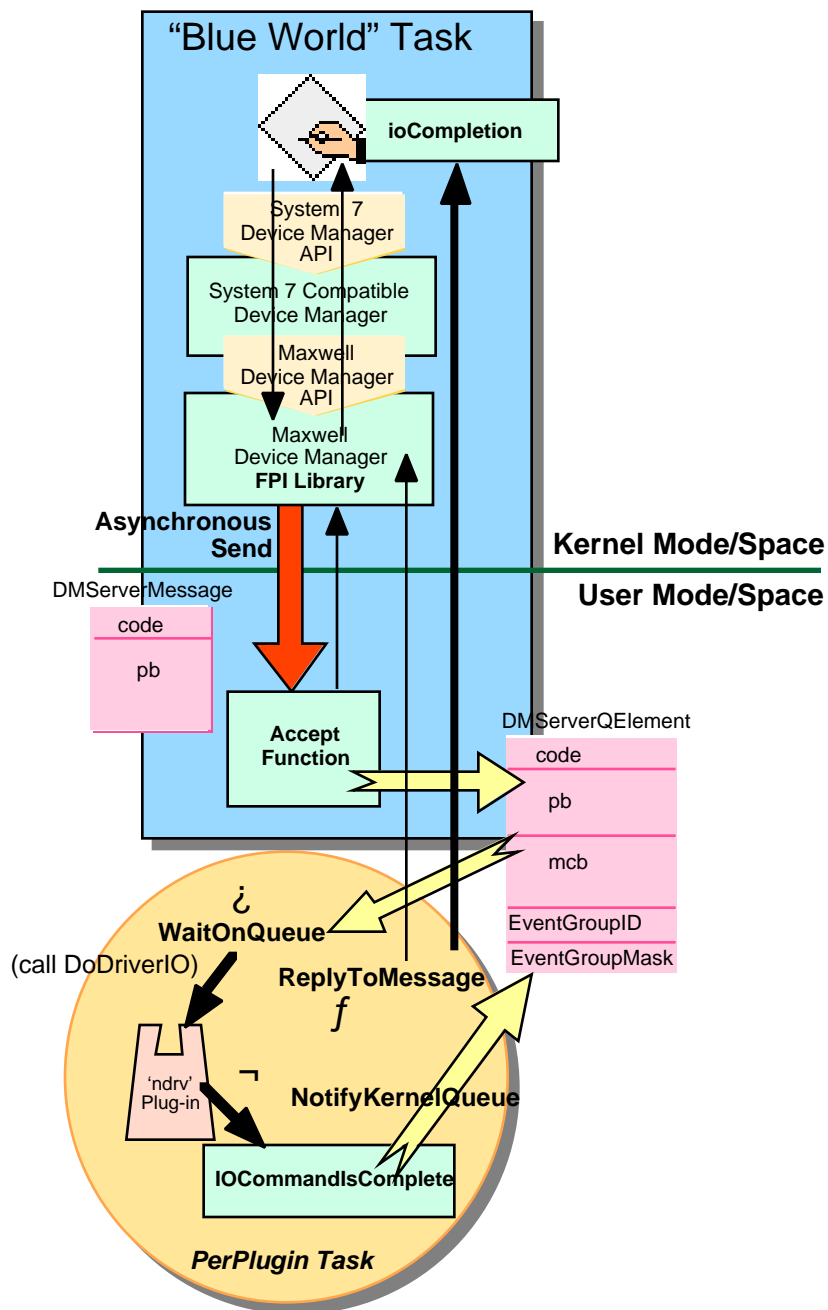 “Blue World” Task
ioCompletion
System 7
Device Manager
API
System 7 Compatible
Device Manager
Maxwell
Device Manager
API
Maxwell
Device Manager
FPI Library
Asynchronous
Send
Kernel Mode/Space
User Mode/Space
DMServerMessage
code
pb
Accept
Function
DMServerQElement
code
pb
mcb
EventGroupID
EventGroupMask
¿
WaitOnQueue
(call DoDriverIO)
ReplyToMessage
ƒ
‘ndrv’
Plug-in
¬
NotifyKernelQueue
IOCommandIsComplete
PerPlugin Task